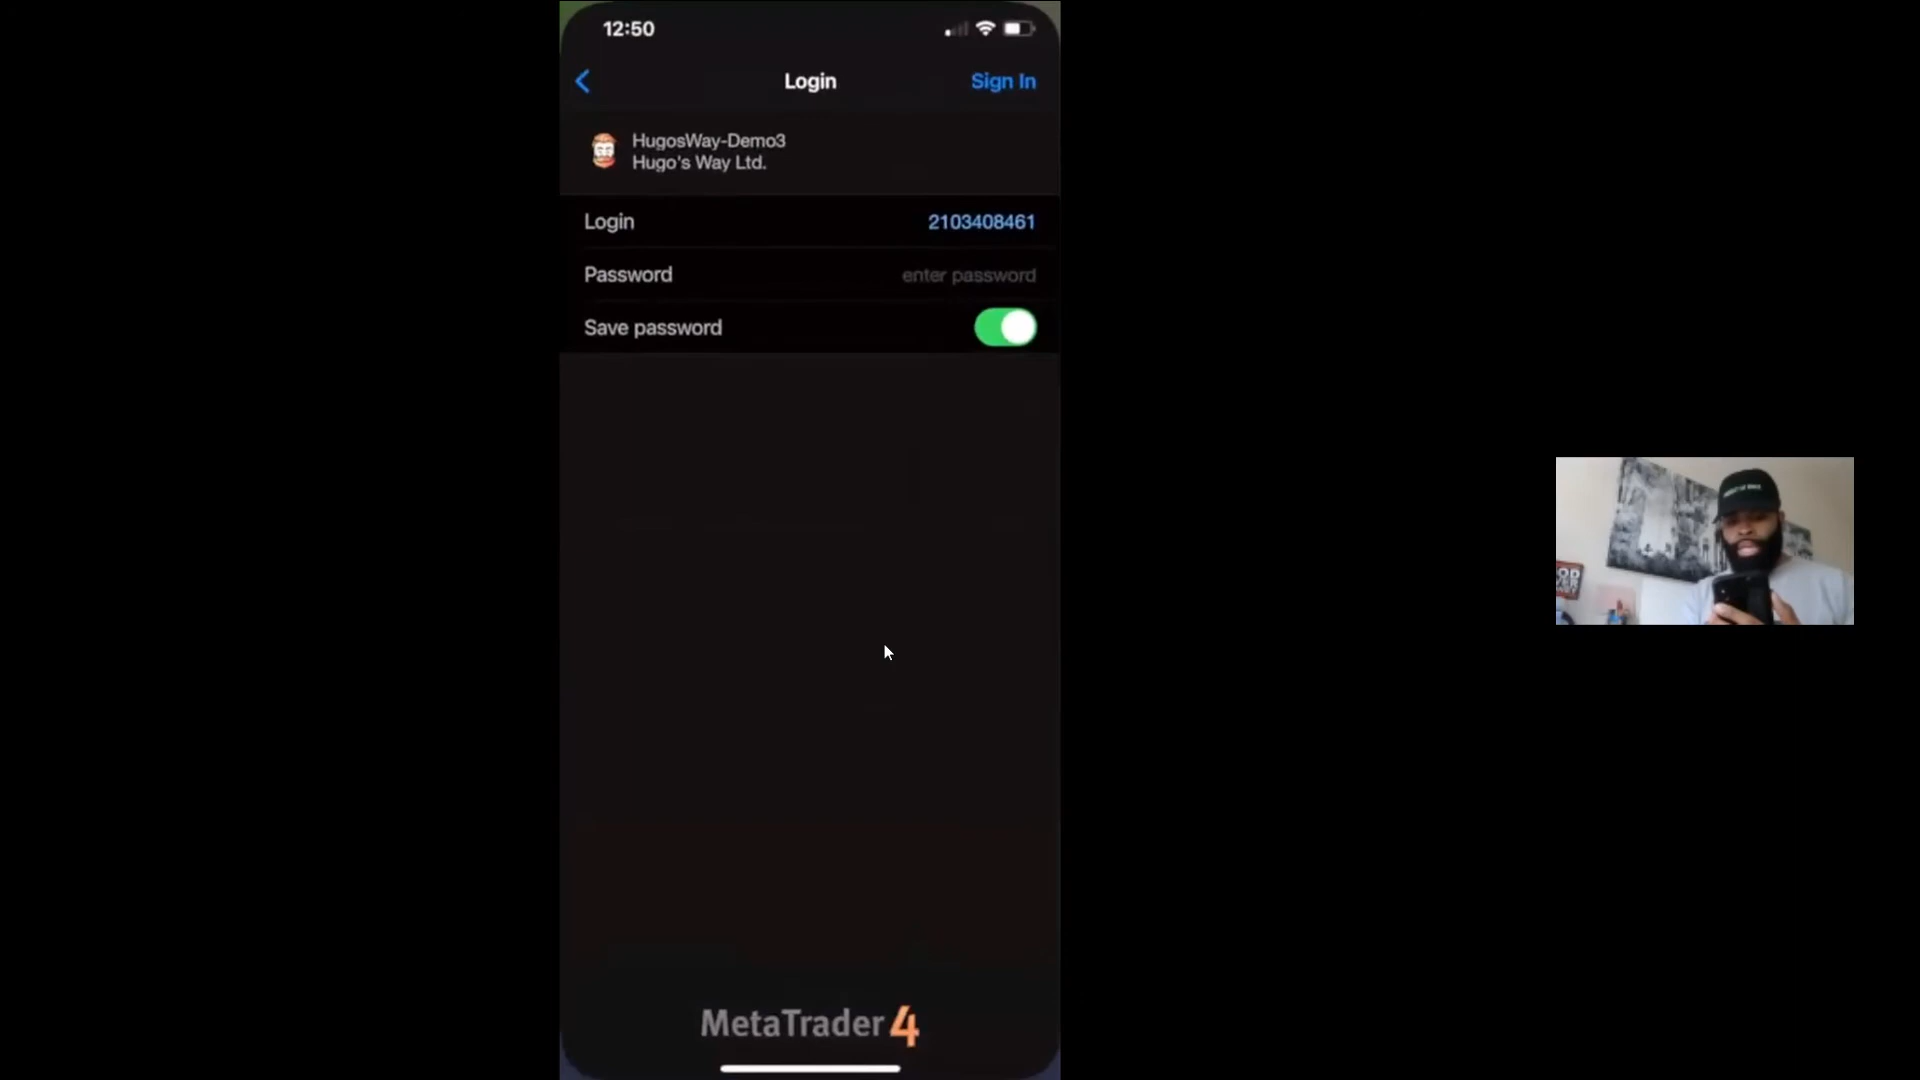 12:50
Login
Sign In
HugosWay-Demo3
Hugo's Way Ltd.
Login
2103408461
Password
enter password
Save password
MetaTrader 4